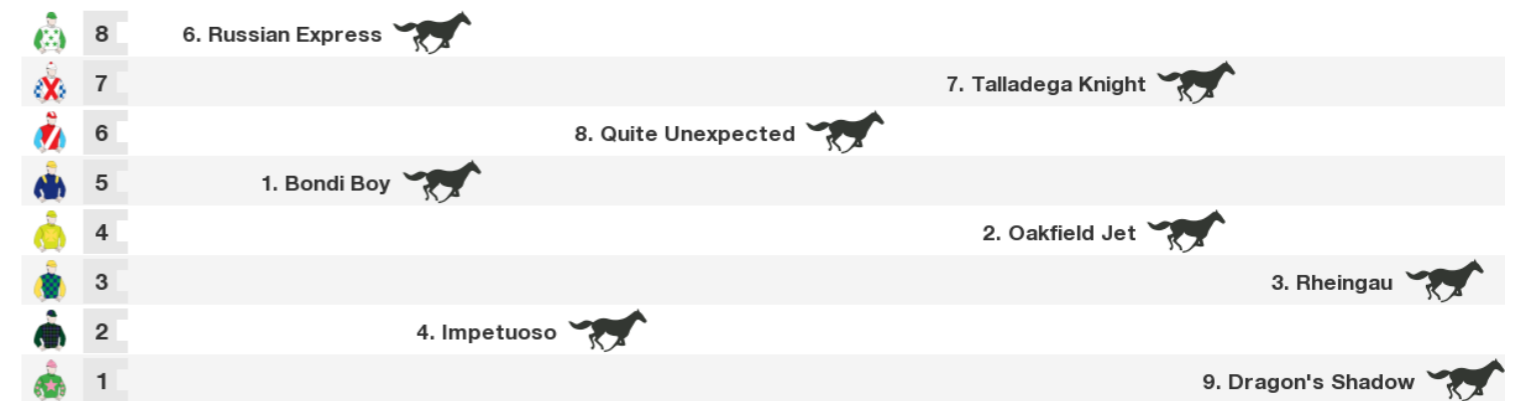 8 6. Russian Express
7 7. Talladega Knight
6 8. Quite Unexpected
5 1. Bondi Boy
4 2. Oakfield Jet
3 3. Rheingau
2 4. Impetuoso
1 9. Dragon's Shadow